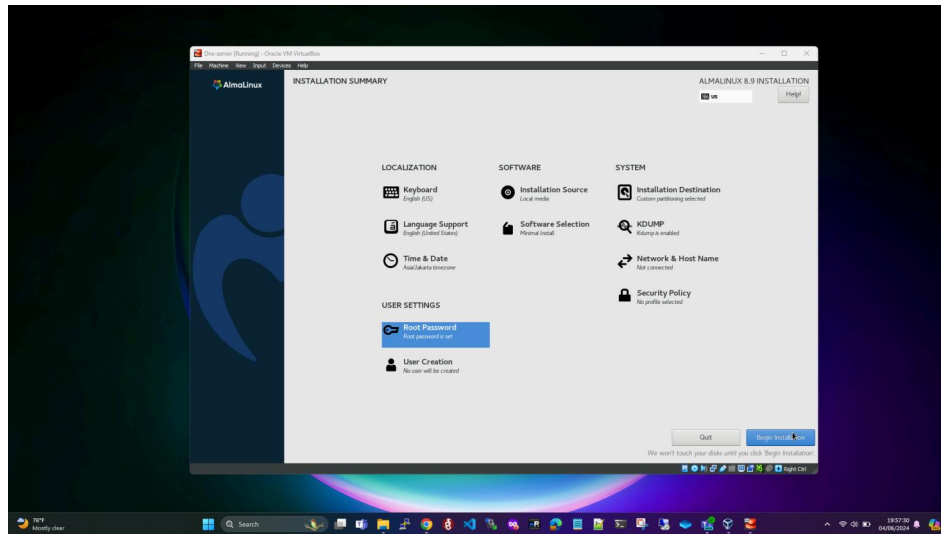 Dns-server [Running] - Oracle VM VirtualBox
File Machine View Input Devices Help
AlmaLinux
INSTALLATION SUMMARY
ALMALINUX 8.9 INSTALLATION
us
Help!
LOCALIZATION
Keyboard
English (US)
Language Support
English (United States)
Time & Date
Asia/Jakarta timezone
SOFTWARE
Installation Source
Local media
Software Selection
Minimal Install
SYSTEM
Installation Destination
Custom partitioning selected
KDUMP
Kdump is enabled
Network & Host Name
Not connected
Security Policy
No profile selected
USER SETTINGS
Root Password
Root password is set
User Creation
No user will be created
Quit
Begin Installation
We won't touch your disks until you click 'Begin Installation'.
Right Ctrl
76°F
Mostly clear
Search
19:57:30
04/06/2024